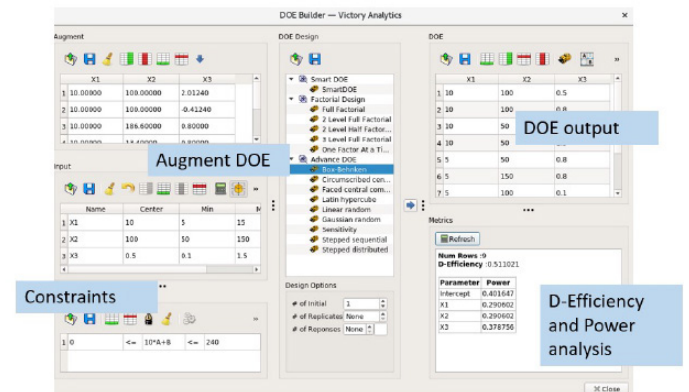 DOE Builder — Victory Analytics
Augment
X1 X2 X3
1 10.00000 100.00000 2.01240
2 10.00000 100.00000 -0.41240
3 10.00000 186.60000 0.80000
Augment DOE
Input
Name Center Min
1 X1 10 5 15
2 X2 100 50 150
3 X3 0.5 0.1 1.5
Constraints
1 0 <= 10*A+B <= 240
DOE Design
Smart DOE
SmartDOE
Factorial Design
Full Factorial
2 Level Full Factorial
2 Level Half Factor...
3 Level Full Factorial
One Factor At a Ti...
Advance DOE
Box-Behnken
Circumscribed cen...
Faced central com...
Latin hypercube
Linear random
Gaussian random
Sensitivity
Stepped sequential
Stepped distributed
Design Options
# of Initial 1
# of Replicates None
# of Reponses None
DOE
X1 X2 X3
1 10 100 0.5
2 10 100 0.8
3 10 50
4 10 50
5 5 50 0.8
6 5 150 0.8
7 5 100 0.1
DOE output
Metrics
Refresh
Num Rows :9
D-Efficiency :0.511021
Parameter Power
Intercept 0.401647
X1 0.290602
X2 0.290602
X3 0.378756
D-Efficiency
and Power
analysis
Close